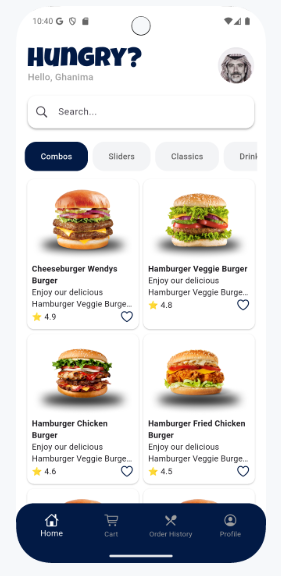 10:40
HUNGRY?
Hello, Ghanima
Search...
Combos Sliders Classics Drink
Cheeseburger Wendys
Burger
Enjoy our delicious
Hamburger Veggie Burge...
4.9
Hamburger Veggie Burger
Enjoy our delicious
Hamburger Veggie Burge...
4.8
Hamburger Chicken
Burger
Enjoy our delicious
Hamburger Veggie Burge...
4.6
Hamburger Fried Chicken
Burger
Enjoy our delicious
Hamburger Veggie Burge...
4.5
Home Cart Order History Profile